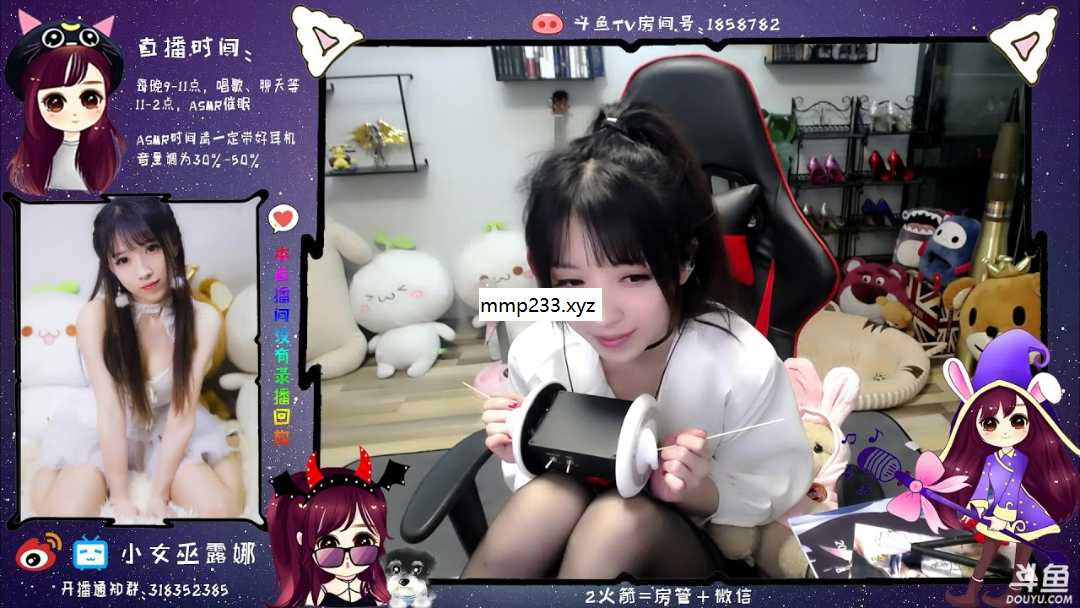 斗鱼TV房间号:1858782
直播时间:
每晚9-11点,唱歌、聊天等
11-2点,ASMR催眠
ASMR时间请一定带好耳机
音量调为30%-50%
本直播间没有录播回放
mmp233.xyz
小女巫露娜
开播通知群:318352385
2火箭=房管+微信
斗鱼
DOUYU.COM